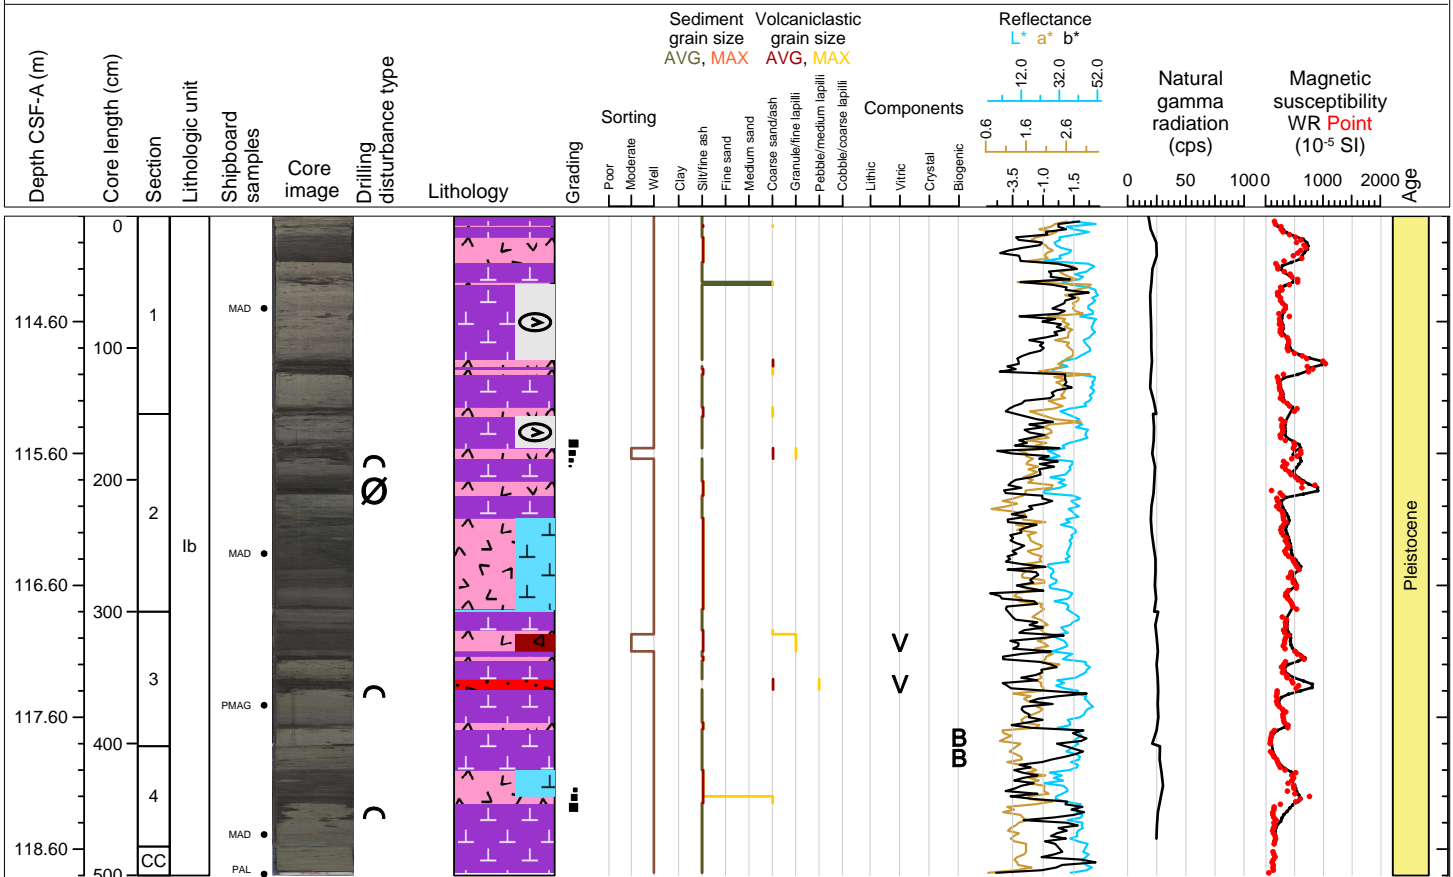 Depth CSF-A (m)
Core length (cm)
Section
Lithologic unit
Shipboard
samples
Core
image
Drilling
disturbance type
Lithology
Grading
Sorting
Poor
Moderate
Well
Sediment
grain size
AVG, MAX
Volcaniclastic
grain size
AVG, MAX
Clay
Silt/fine ash
Fine sand
Medium sand
Coarse sand/ash
Granule/fine lapilli
Pebble/medium lapilli
Cobble/coarse lapilli
Components
Lithic
Vitric
Crystal
Biogenic
Reflectance
L* a* b*
12.0 32.0 52.0
0.6 1.6 2.6
-3.5 -1.0 1.5
Natural
gamma
radiation
(cps)
0 50 100
Magnetic
susceptibility
WR Point
(10-5 SI)
0 1000 2000
Age
0
100
200
300
400
500
114.60
115.60
116.60
117.60
118.60
1
2
3
4
CC
Ib
MAD
MAD
PMAG
MAD
PAL
V
V
B
B
Pleistocene